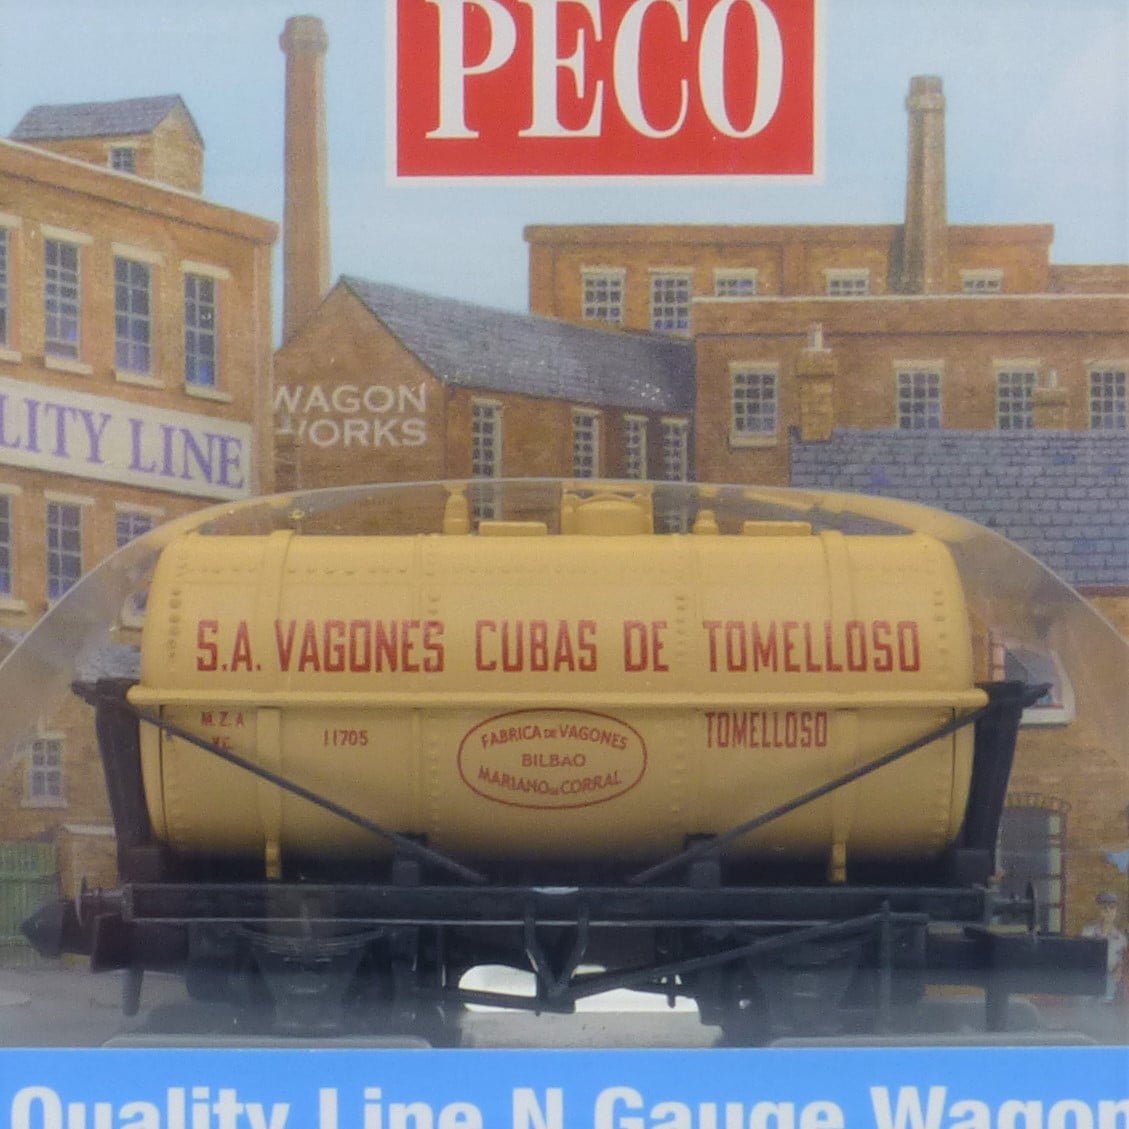 PECO
WAGON
WORKS
LITY LINE
S.A. VAGONES CUBAS DE TOMELLOSO
M.Z.A
11705
TOMELLOSO
FABRICA DE VAGONES
BILBAO
MARIANO DE CORRAL
Quality Line N Gauge Wagon